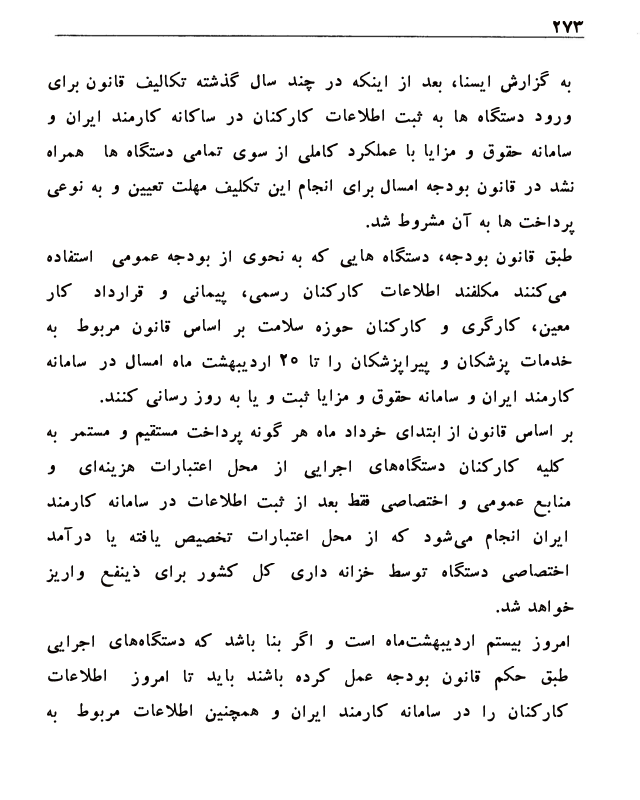 ۲۷۳
به گزارش ایسنا، بعد از اینکه در چند سال گذشته تکالیف قانون برای
ورود دستگاه ها به ثبت اطلاعات کارکنان در ساکانه کارمند ایران و
سامانه حقوق و مزایا با عملکرد کاملی از سوی تمامی دستگاه ها همراه
نشد در قانون بودجه امسال برای انجام این تکلیف مهلت تعیین و به نوعی
پرداخت ها به آن مشروط شد.
طبق قانون بودجه، دستگاه هایی که به نحوی از بودجه عمومی استفاده
می‌کنند مکلفند اطلاعات کارکنان رسمی، پیمانی و قرارداد کار
معین، کارگری و کارکنان حوزه سلامت بر اساس قانون مربوط به
خدمات پزشکان و پیراپزشکان را تا ۲۵ اردیبهشت ماه امسال در سامانه
کارمند ایران و سامانه حقوق و مزایا ثبت و یا به روز رسانی کنند.
بر اساس قانون از ابتدای خرداد ماه هر گونه پرداخت مستقیم و مستمر به
کلیه کارکنان دستگاه‌های اجرایی از محل اعتبارات هزینه‌ای و
منابع عمومی و اختصاصی فقط بعد از ثبت اطلاعات در سامانه کارمند
ایران انجام می‌شود که از محل اعتبارات تخصیص یافته یا درآمد
اختصاصی دستگاه توسط خزانه داری کل کشور برای ذینفع واریز
خواهد شد.
امروز بیستم اردیبهشت‌ماه است و اگر بنا باشد که دستگاه‌های اجرایی
طبق حکم قانون بودجه عمل کرده باشند باید تا امروز اطلاعات
کارکنان را در سامانه کارمند ایران و همچنین اطلاعات مربوط به